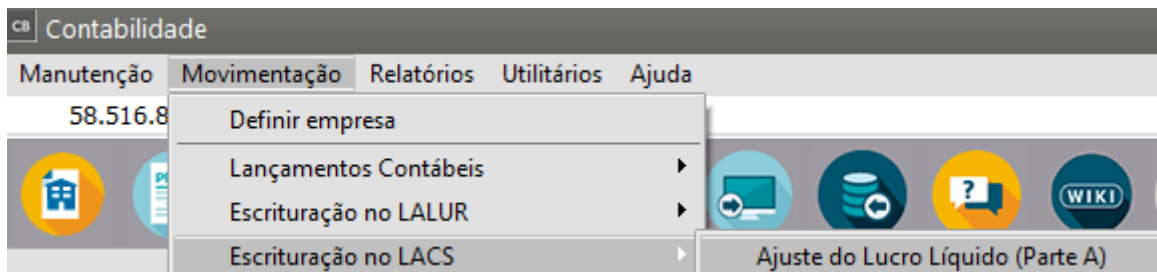 CB Contabilidade
Manutenção Movimentação Relatórios Utilitários Ajuda
58.516.8
Definir empresa
Lançamentos Contábeis
Escrituração no LALUR
WIKI
Escrituração no LACS Ajuste do Lucro Líquido (Parte A)